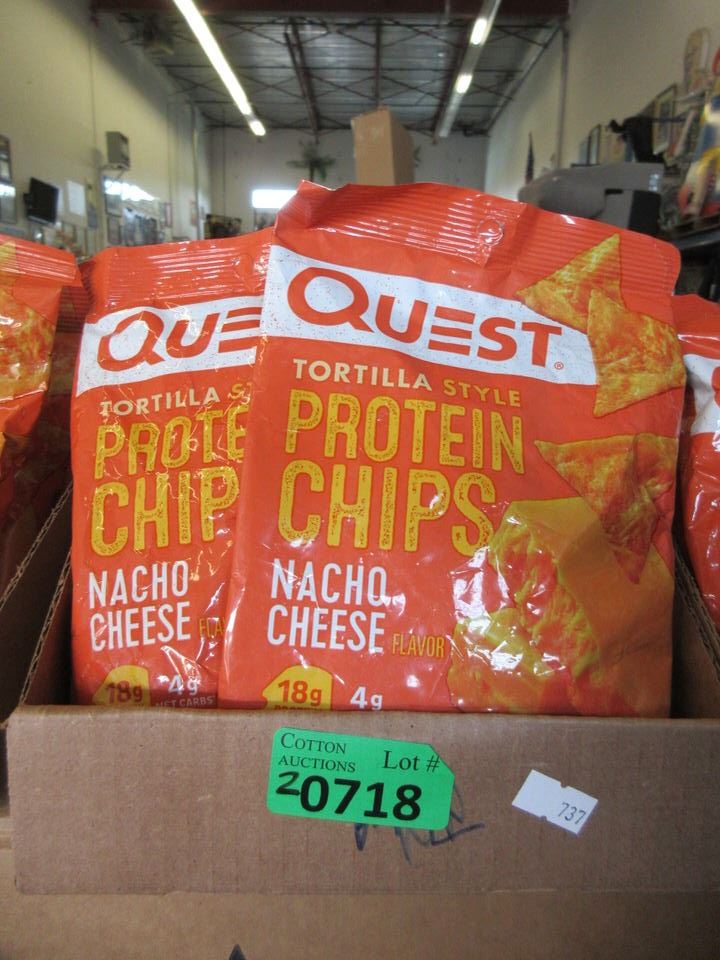 QUEST®
TORTILLA STYLE
PROTEIN
CHIPS
NACHO
CHEESE FLAVOR
18g 4g
QUE
TORTILLA ST
PROTE
CHIP
NACHO
CHEESE FLA
18g 4g
NET CARBS
COTTON
AUCTIONS Lot #
20718
737